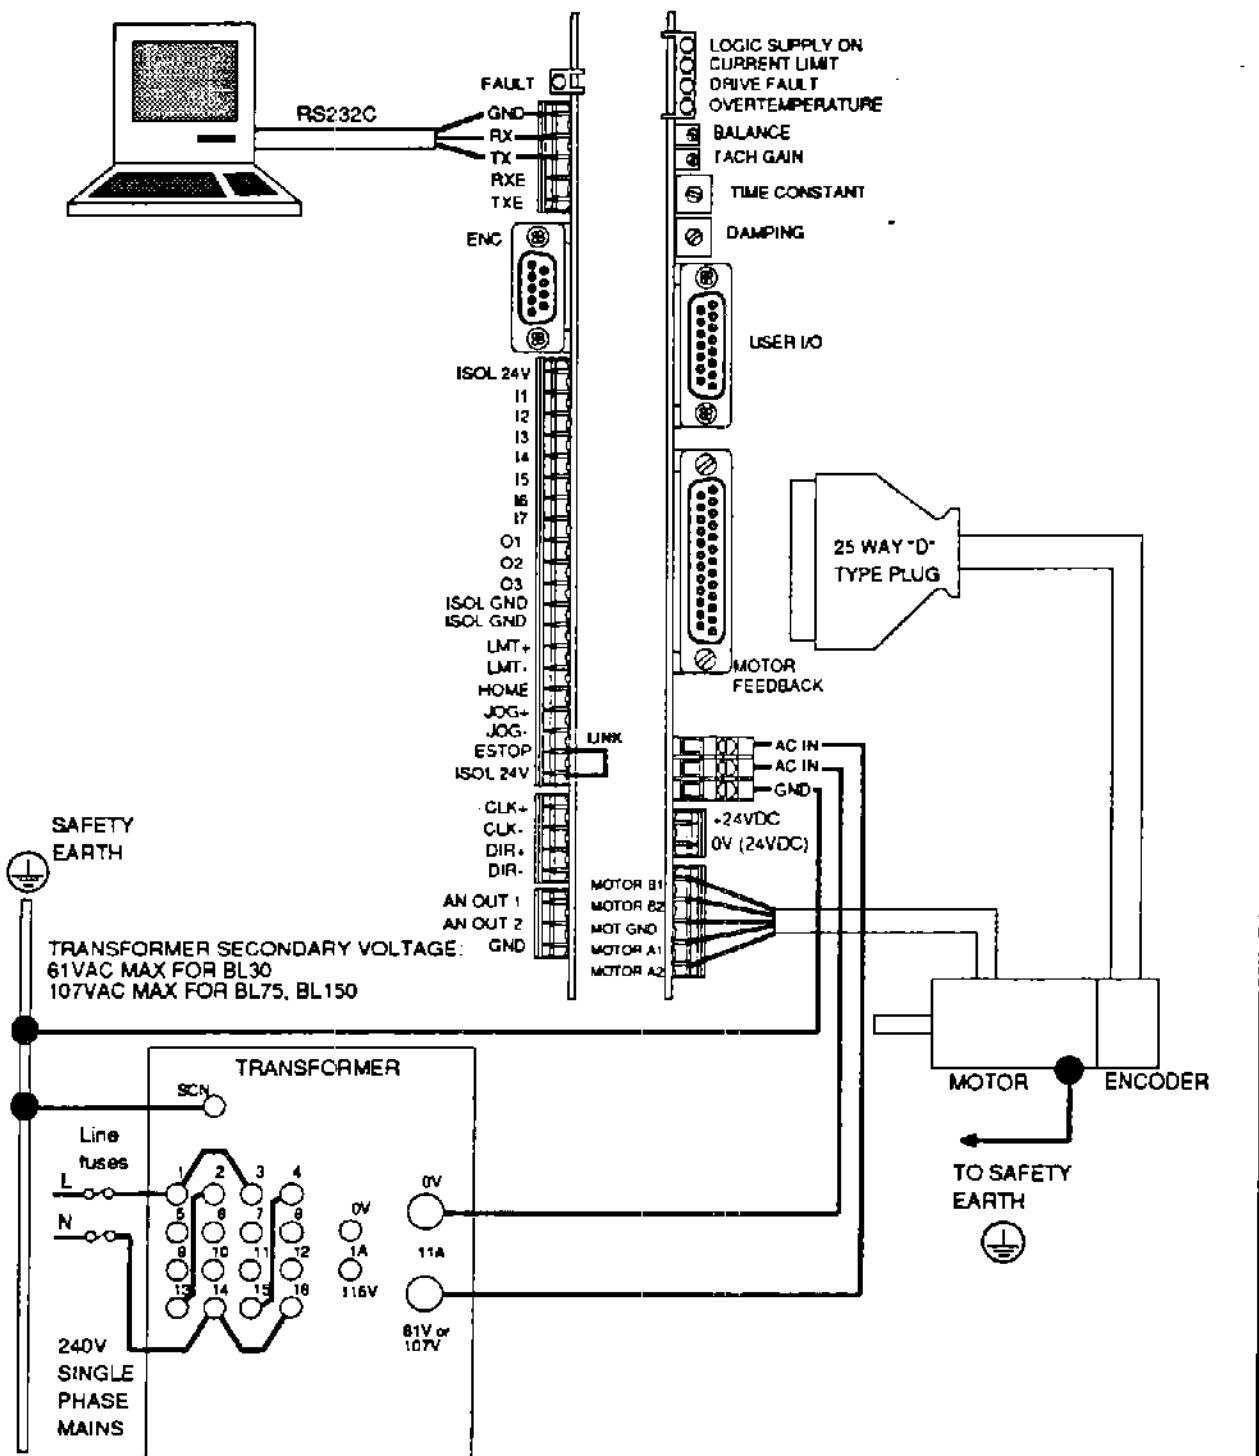 LOGIC SUPPLY ON
CURRENT LIMIT
DRIVE FAULT
OVERTEMPERATURE
BALANCE
TACH GAIN
TIME CONSTANT
DAMPING
USER I/O
MOTOR
FEEDBACK
FAULT
RS232C
GND
RX
TX
RXE
TXE
ENC
ISOL 24V
I1
I2
I3
I4
I5
I6
I7
O1
O2
O3
ISOL GND
ISOL GND
LMT+
LMT-
HOME
JOG+
JOG-
ESTOP
ISOL 24V
LINK
CLK+
CLK-
DIR+
DIR-
AN OUT 1
AN OUT 2
GND
25 WAY "D"
TYPE PLUG
AC IN
AC IN
GND
+24VDC
0V (24VDC)
MOTOR B1
MOTOR B2
MOT GND
MOTOR A1
MOTOR A2
SAFETY
EARTH
TRANSFORMER SECONDARY VOLTAGE:
61VAC MAX FOR BL30
107VAC MAX FOR BL75, BL150
TRANSFORMER
SCN
Line
fuses
L
N
1 2 3 4
5 6 7 8
9 10 11 12
13 14 15 16
0V
1A
115V
0V
11A
61V or
107V
240V
SINGLE
PHASE
MAINS
MOTOR
ENCODER
TO SAFETY
EARTH